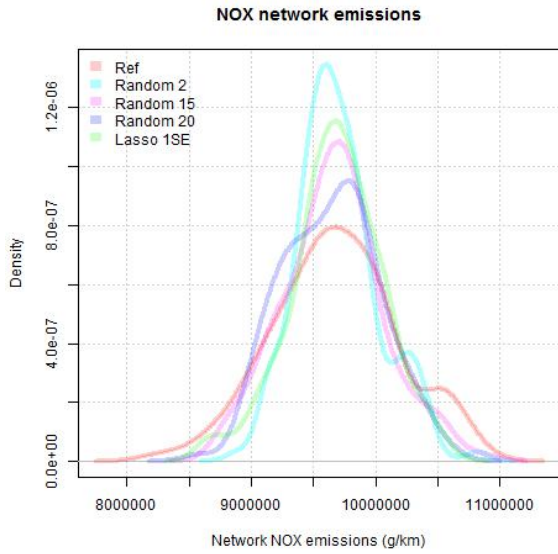 NOX network emissions
Ref
Random 2
Random 15
Random 20
Lasso 1SE
Density
0.0e+00
4.0e-07
8.0e-07
1.2e-06
8000000
9000000
10000000
11000000
Network NOX emissions (g/km)